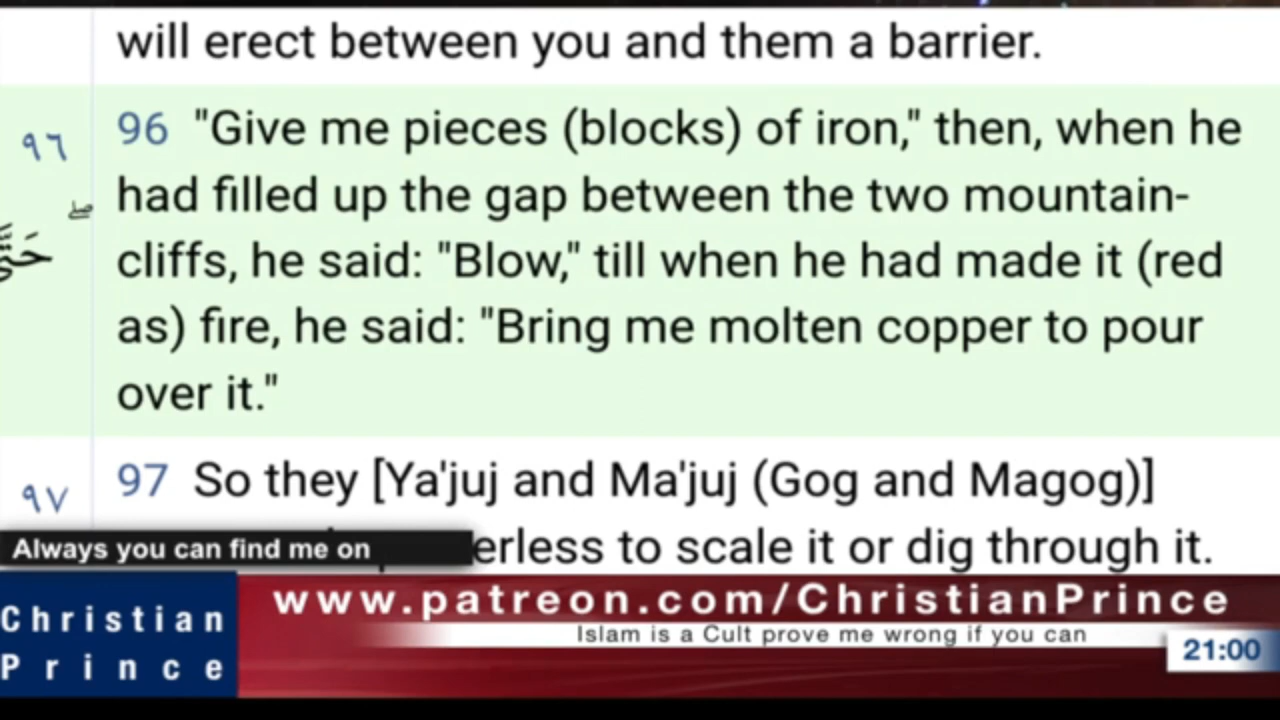 will erect between you and them a barrier.
٩٦
96 "Give me pieces (blocks) of iron," then, when he
had filled up the gap between the two mountain-
cliffs, he said: "Blow," till when he had made it (red
as) fire, he said: "Bring me molten copper to pour
over it."
٩٧
97 So they [Ya'juj and Ma'juj (Gog and Magog)]
erless to scale it or dig through it.
Always you can find me on
Christian
Prince
www.patreon.com/ChristianPrince
Islam is a Cult prove me wrong if you can
21:00